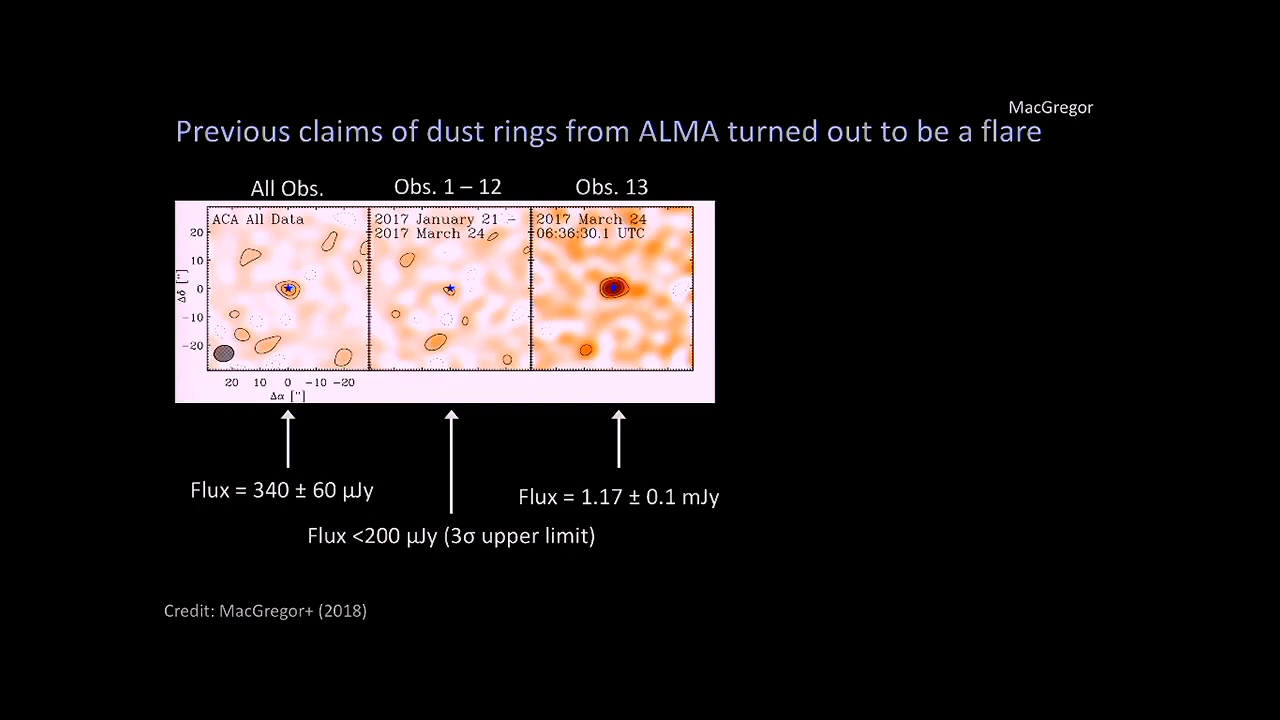 MacGregor
Previous claims of dust rings from ALMA turned out to be a flare
All Obs.
Obs. 1 – 12
Obs. 13
ACA All Data
2017 January 21 –
2017 March 24
2017 March 24
06:36:30.1 UTC
20
10
0
−10
−20
Δδ ["]
20 10 0 −10 −20
Δα ["]
Flux = 340 ± 60 μJy
Flux = 1.17 ± 0.1 mJy
Flux <200 μJy (3σ upper limit)
Credit: MacGregor+ (2018)